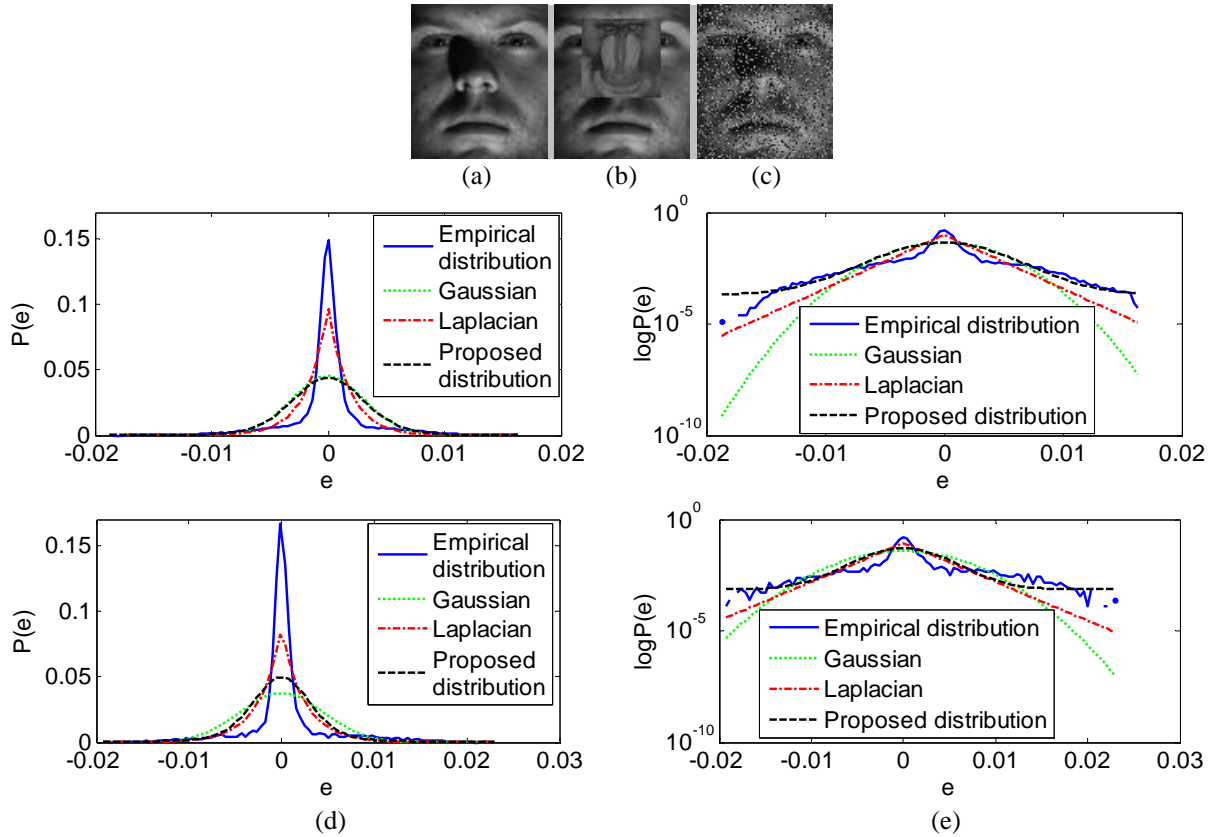 (a) (b) (c)
0.15
0.1
0.05
0
P(e)
-0.02 -0.01 0 0.01 0.02
e
Empirical
distribution
Gaussian
Laplacian
Proposed
distribution
10^0
10^-5
10^-10
logP(e)
-0.02 -0.01 0 0.01 0.02
e
Empirical distribution
Gaussian
Laplacian
Proposed distribution
0.15
0.1
0.05
0
P(e)
-0.02 -0.01 0 0.01 0.02 0.03
e
Empirical
distribution
Gaussian
Laplacian
Proposed
distribution
10^0
10^-5
10^-10
logP(e)
-0.02 -0.01 0 0.01 0.02 0.03
e
Empirical distribution
Gaussian
Laplacian
Proposed distribution
(d) (e)